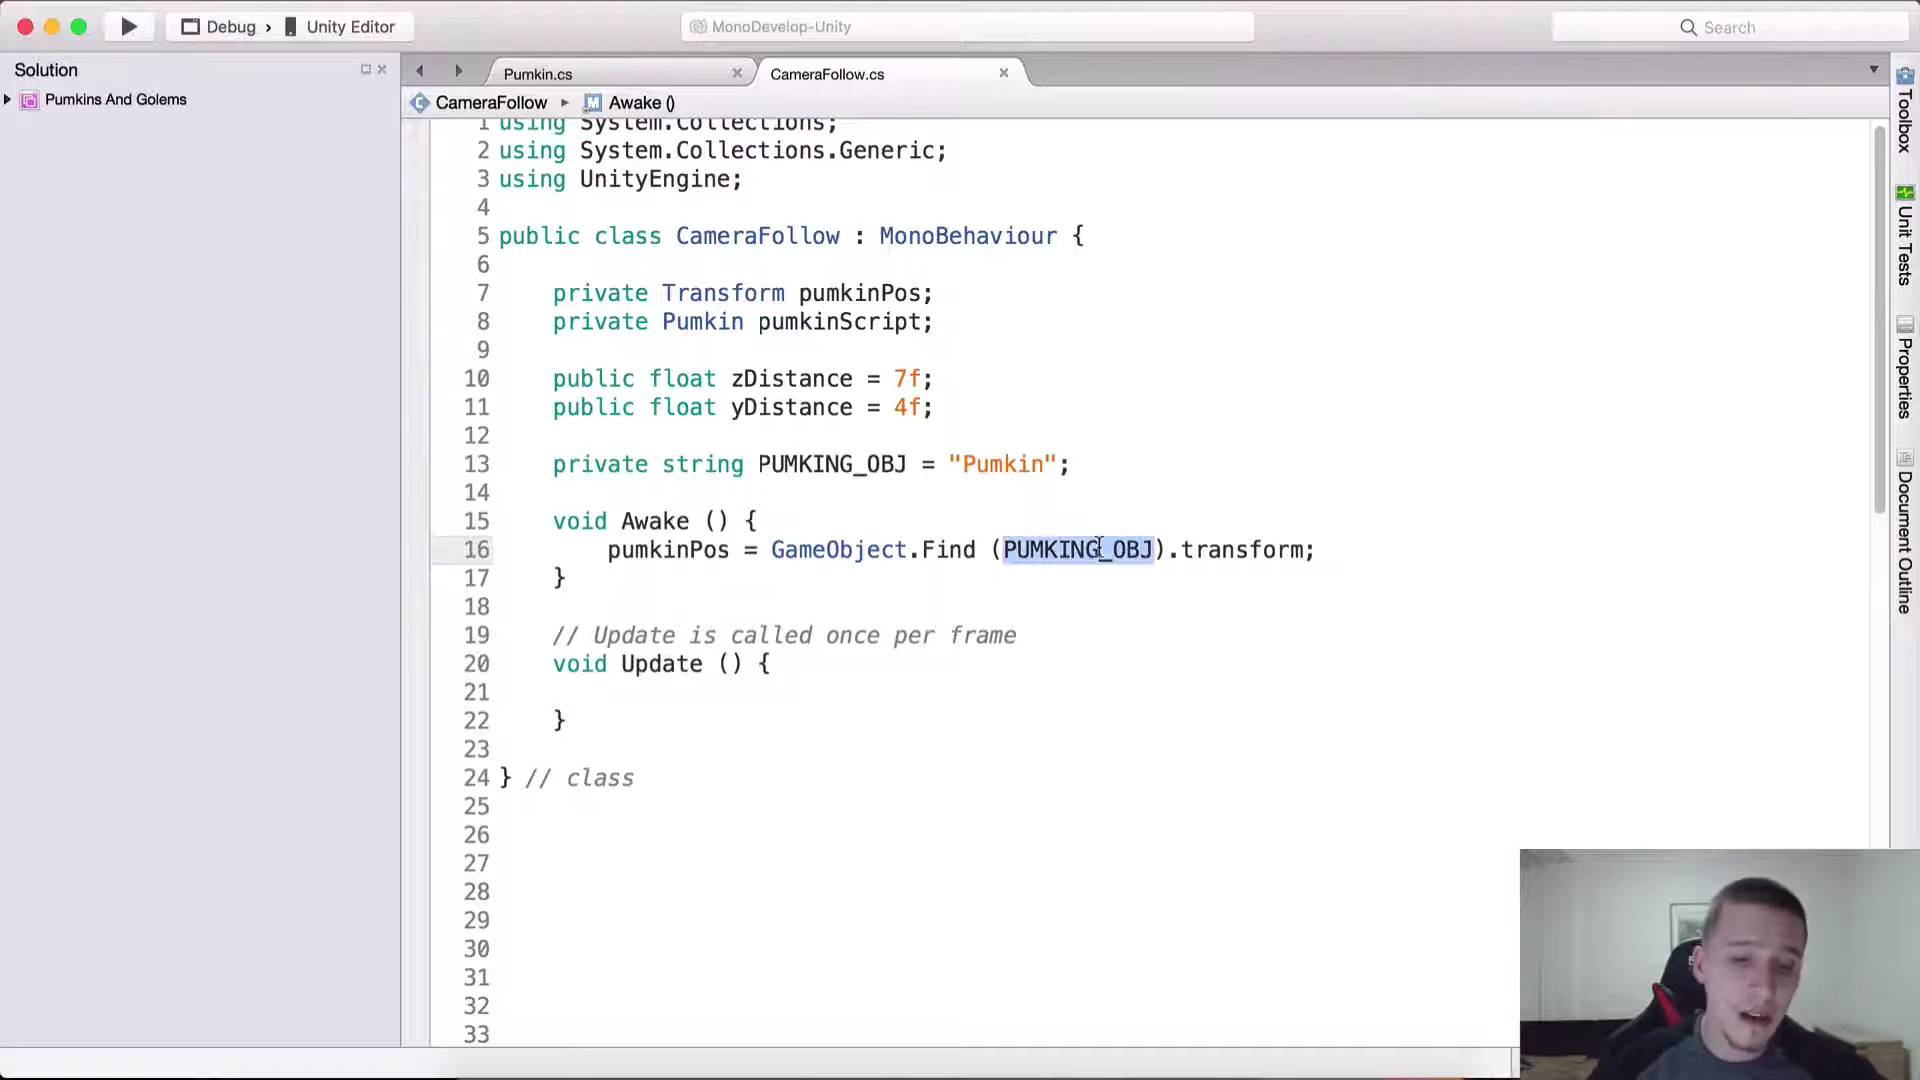 Debug › Unity Editor
MonoDevelop-Unity
Search
Solution
Pumkins And Golems
Pumkin.cs
CameraFollow.cs
CameraFollow ▸ Awake ()
1 using System.Collections;
2 using System.Collections.Generic;
3 using UnityEngine;
4
5 public class CameraFollow : MonoBehaviour {
6
7 private Transform pumkinPos;
8 private Pumkin pumkinScript;
9
10 public float zDistance = 7f;
11 public float yDistance = 4f;
12
13 private string PUMKING_OBJ = "Pumkin";
14
15 void Awake () {
16 pumkinPos = GameObject.Find (PUMKING_OBJ).transform;
17 }
18
19 // Update is called once per frame
20 void Update () {
21
22 }
23
24 } // class
25
26
27
28
29
30
31
32
33
Toolbox
Unit Tests
Properties
Document Outline